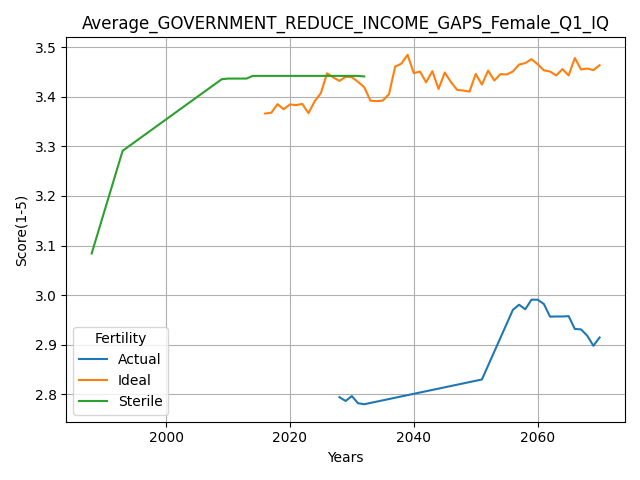 Average_GOVERNMENT_REDUCE_INCOME_GAPS_Female_Q1_IQ
Score(1-5)
3.5
3.4
3.3
3.2
3.1
3.0
2.9
2.8
Fertility
Actual
Ideal
Sterile
2000
2020
2040
2060
Years